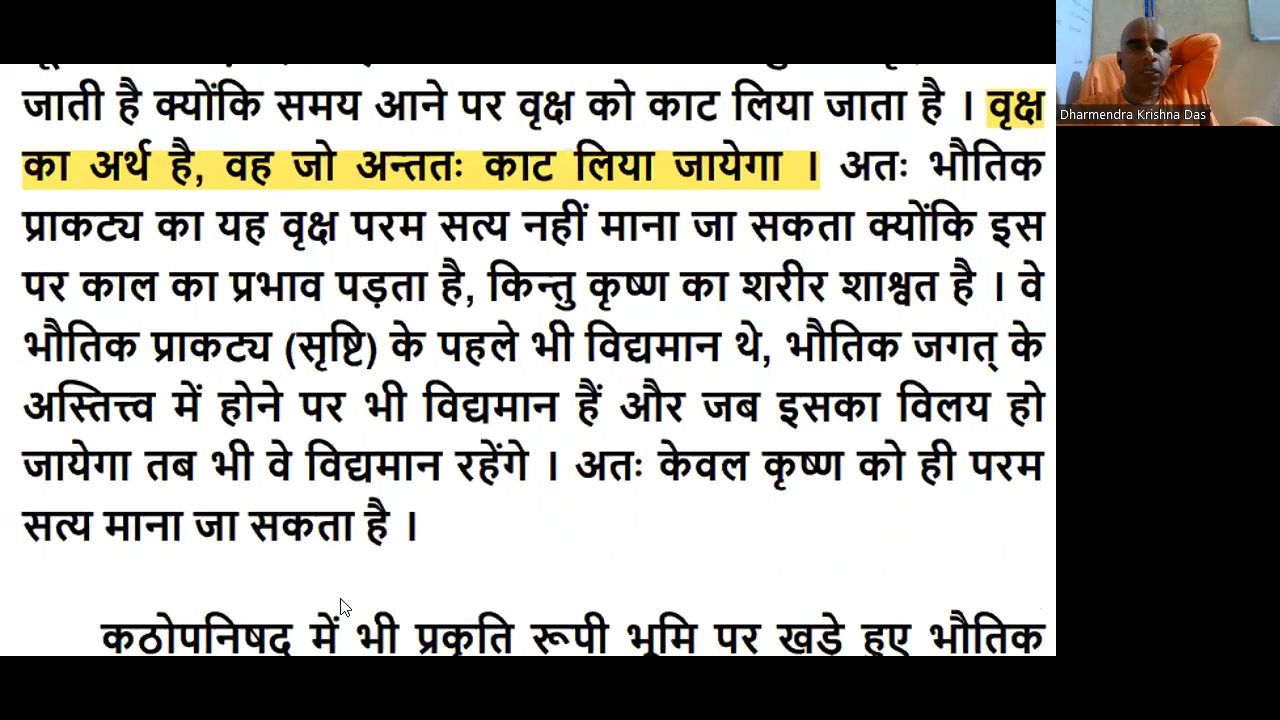 जाती है क्योंकि समय आने पर वृक्ष को काट लिया जाता है । वृक्ष
का अर्थ है, वह जो अन्ततः काट लिया जायेगा । अतः भौतिक
प्राकट्य का यह वृक्ष परम सत्य नहीं माना जा सकता क्योंकि इस
पर काल का प्रभाव पड़ता है, किन्तु कृष्ण का शरीर शाश्वत है । वे
भौतिक प्राकट्य (सृष्टि) के पहले भी विद्यमान थे, भौतिक जगत् के
अस्तित्त्व में होने पर भी विद्यमान हैं और जब इसका विलय हो
जायेगा तब भी वे विद्यमान रहेंगे । अतः केवल कृष्ण को ही परम
सत्य माना जा सकता है ।
कठोपनिषद में भी प्रकृति रूपी भूमि पर खड़े हुए भौतिक
Dharmendra Krishna Das